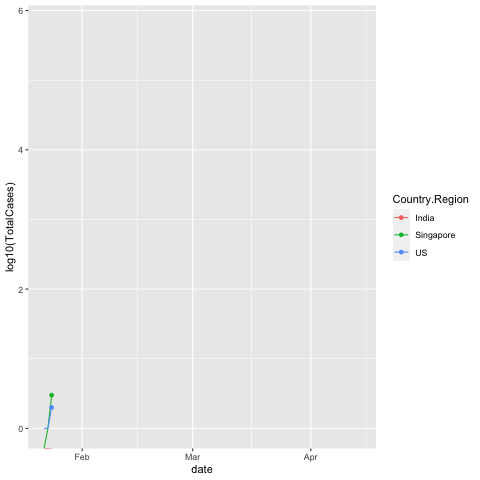 6
4
2
0
log10(TotalCases)
Feb
Mar
Apr
date
Country.Region
India
Singapore
US